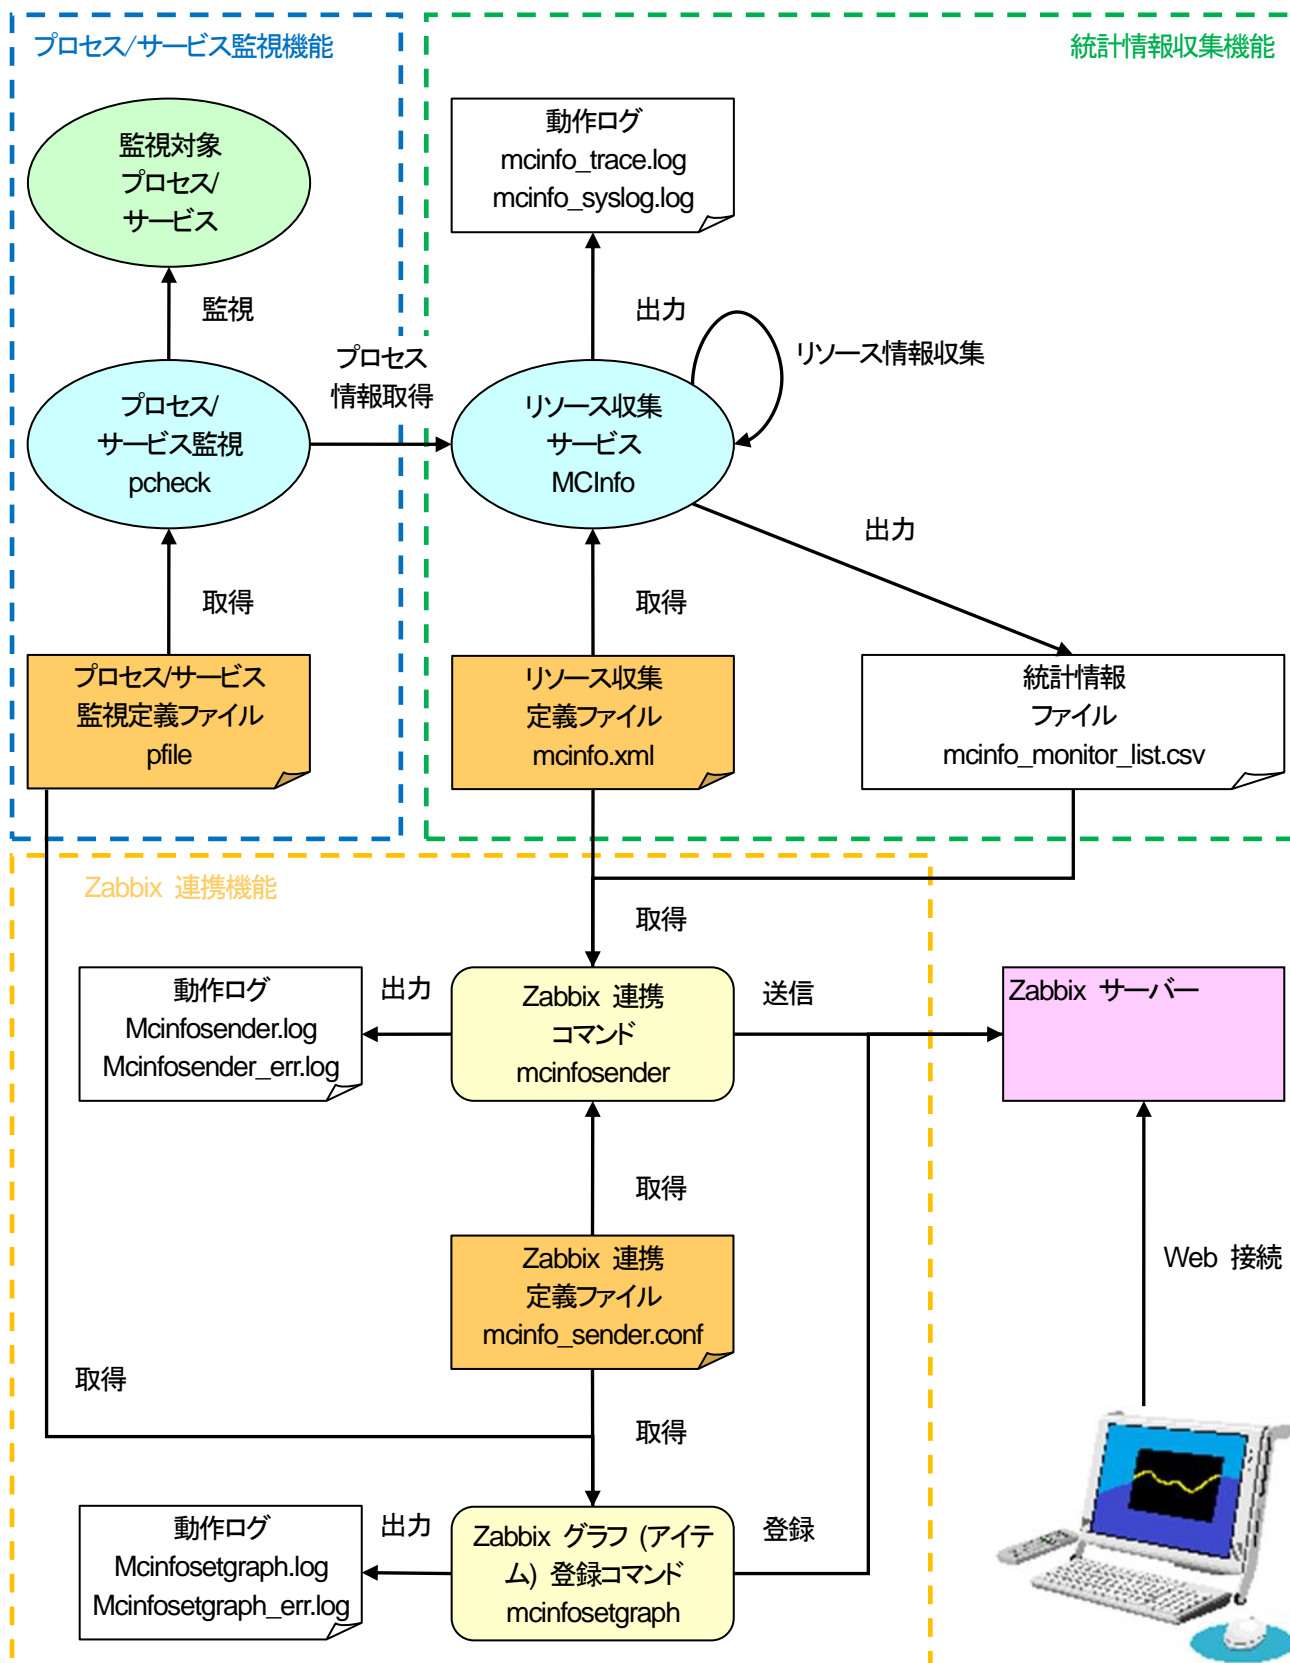 プロセス/サービス監視機能
統計情報収集機能
監視対象
プロセス/
サービス
動作ログ
mcinfo_trace.log
mcinfo_syslog.log
監視
出力
リソース情報収集
プロセス
情報取得
プロセス/
サービス監視
pcheck
リソース収集
サービス
MCInfo
出力
取得
取得
プロセス/サービス
監視定義ファイル
pfile
リソース収集
定義ファイル
mcinfo.xml
統計情報
ファイル
mcinfo_monitor_list.csv
Zabbix 連携機能
取得
動作ログ
Mcinfosender.log
Mcinfosender_err.log
出力
Zabbix 連携
コマンド
mcinfosender
送信
Zabbix サーバー
取得
Zabbix 連携
定義ファイル
mcinfo_sender.conf
Web 接続
取得
取得
動作ログ
Mcinfosetgraph.log
Mcinfosetgraph_err.log
出力
Zabbix グラフ (アイテ
ム) 登録コマンド
mcinfosetgraph
登録